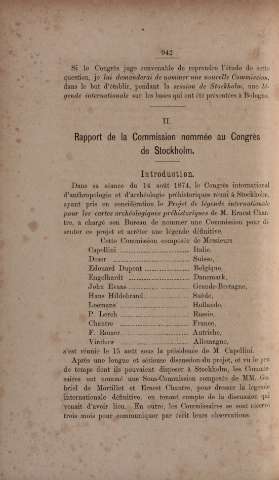 942
Si le Congrès juge convenable de reprendre l'étude de cette
question, je lui demanderai de nommer une nouvelle Commission,
dans le but d'établir, pendant la session de Stockholm, une lé-
gende internationale sur les bases qui ont été présentées à Bologne.
II.
Rapport de la Commission nommée au Congrès
de Stockholm.
Introduction.
Dans sa séance du 14 août 1874, le Congrès international
d'anthropologie et d'archéologie préhistoriques réuni à Stockholm,
ayant pris en considération le Projet de légende internationale
pour les cartes archéologiques préhistoriques de M. Ernest Chan-
tre, a chargé son Bureau de nommer une Commission pour di-
scuter ce projet et arrêter une légende définitive.
Cette Commission composée de Messieurs
Capellini ........ Italie,
Desor ........ Suisse,
Edouard Dupont ........ Belgique,
Engelhardt ........ Danemark,
John Evans ........ Grande-Bretagne,
Hans Hildebrand ........ Suède,
Leemans ........ Hollande,
P. Lerch ........ Russie,
Chantre ........ France,
F. Romer ........ Autriche,
Virchow ........ Allemagne,
s'est réunie le 15 août sous la présidence de M. Capellini.
Après une longue et sérieuse discussion du projet, et vu le peu
de temps dont ils pouvaient disposer à Stockholm, les Commis-
saires ont nommé une Sous-Commission composée de MM. Ga-
briel de Mortillet et Ernest Chantre, pour dresser la légende
internationale définitive, en tenant compte de la discussion qui
venait d'avoir lieu. En outre, les Commissaires se sont réservé
trois mois pour communiquer par écrit leurs observations.